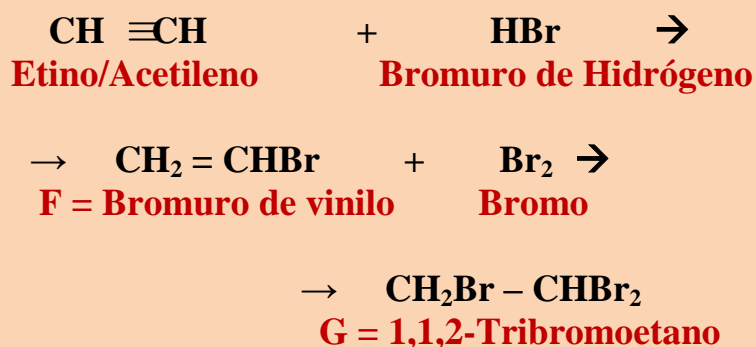 CH ≡CH + HBr →
Etino/Acetileno Bromuro de Hidrógeno
→ CH₂ = CHBr + Br₂ →
F = Bromuro de vinilo Bromo
→ CH₂Br – CHBr₂
G = 1,1,2-Tribromoetano